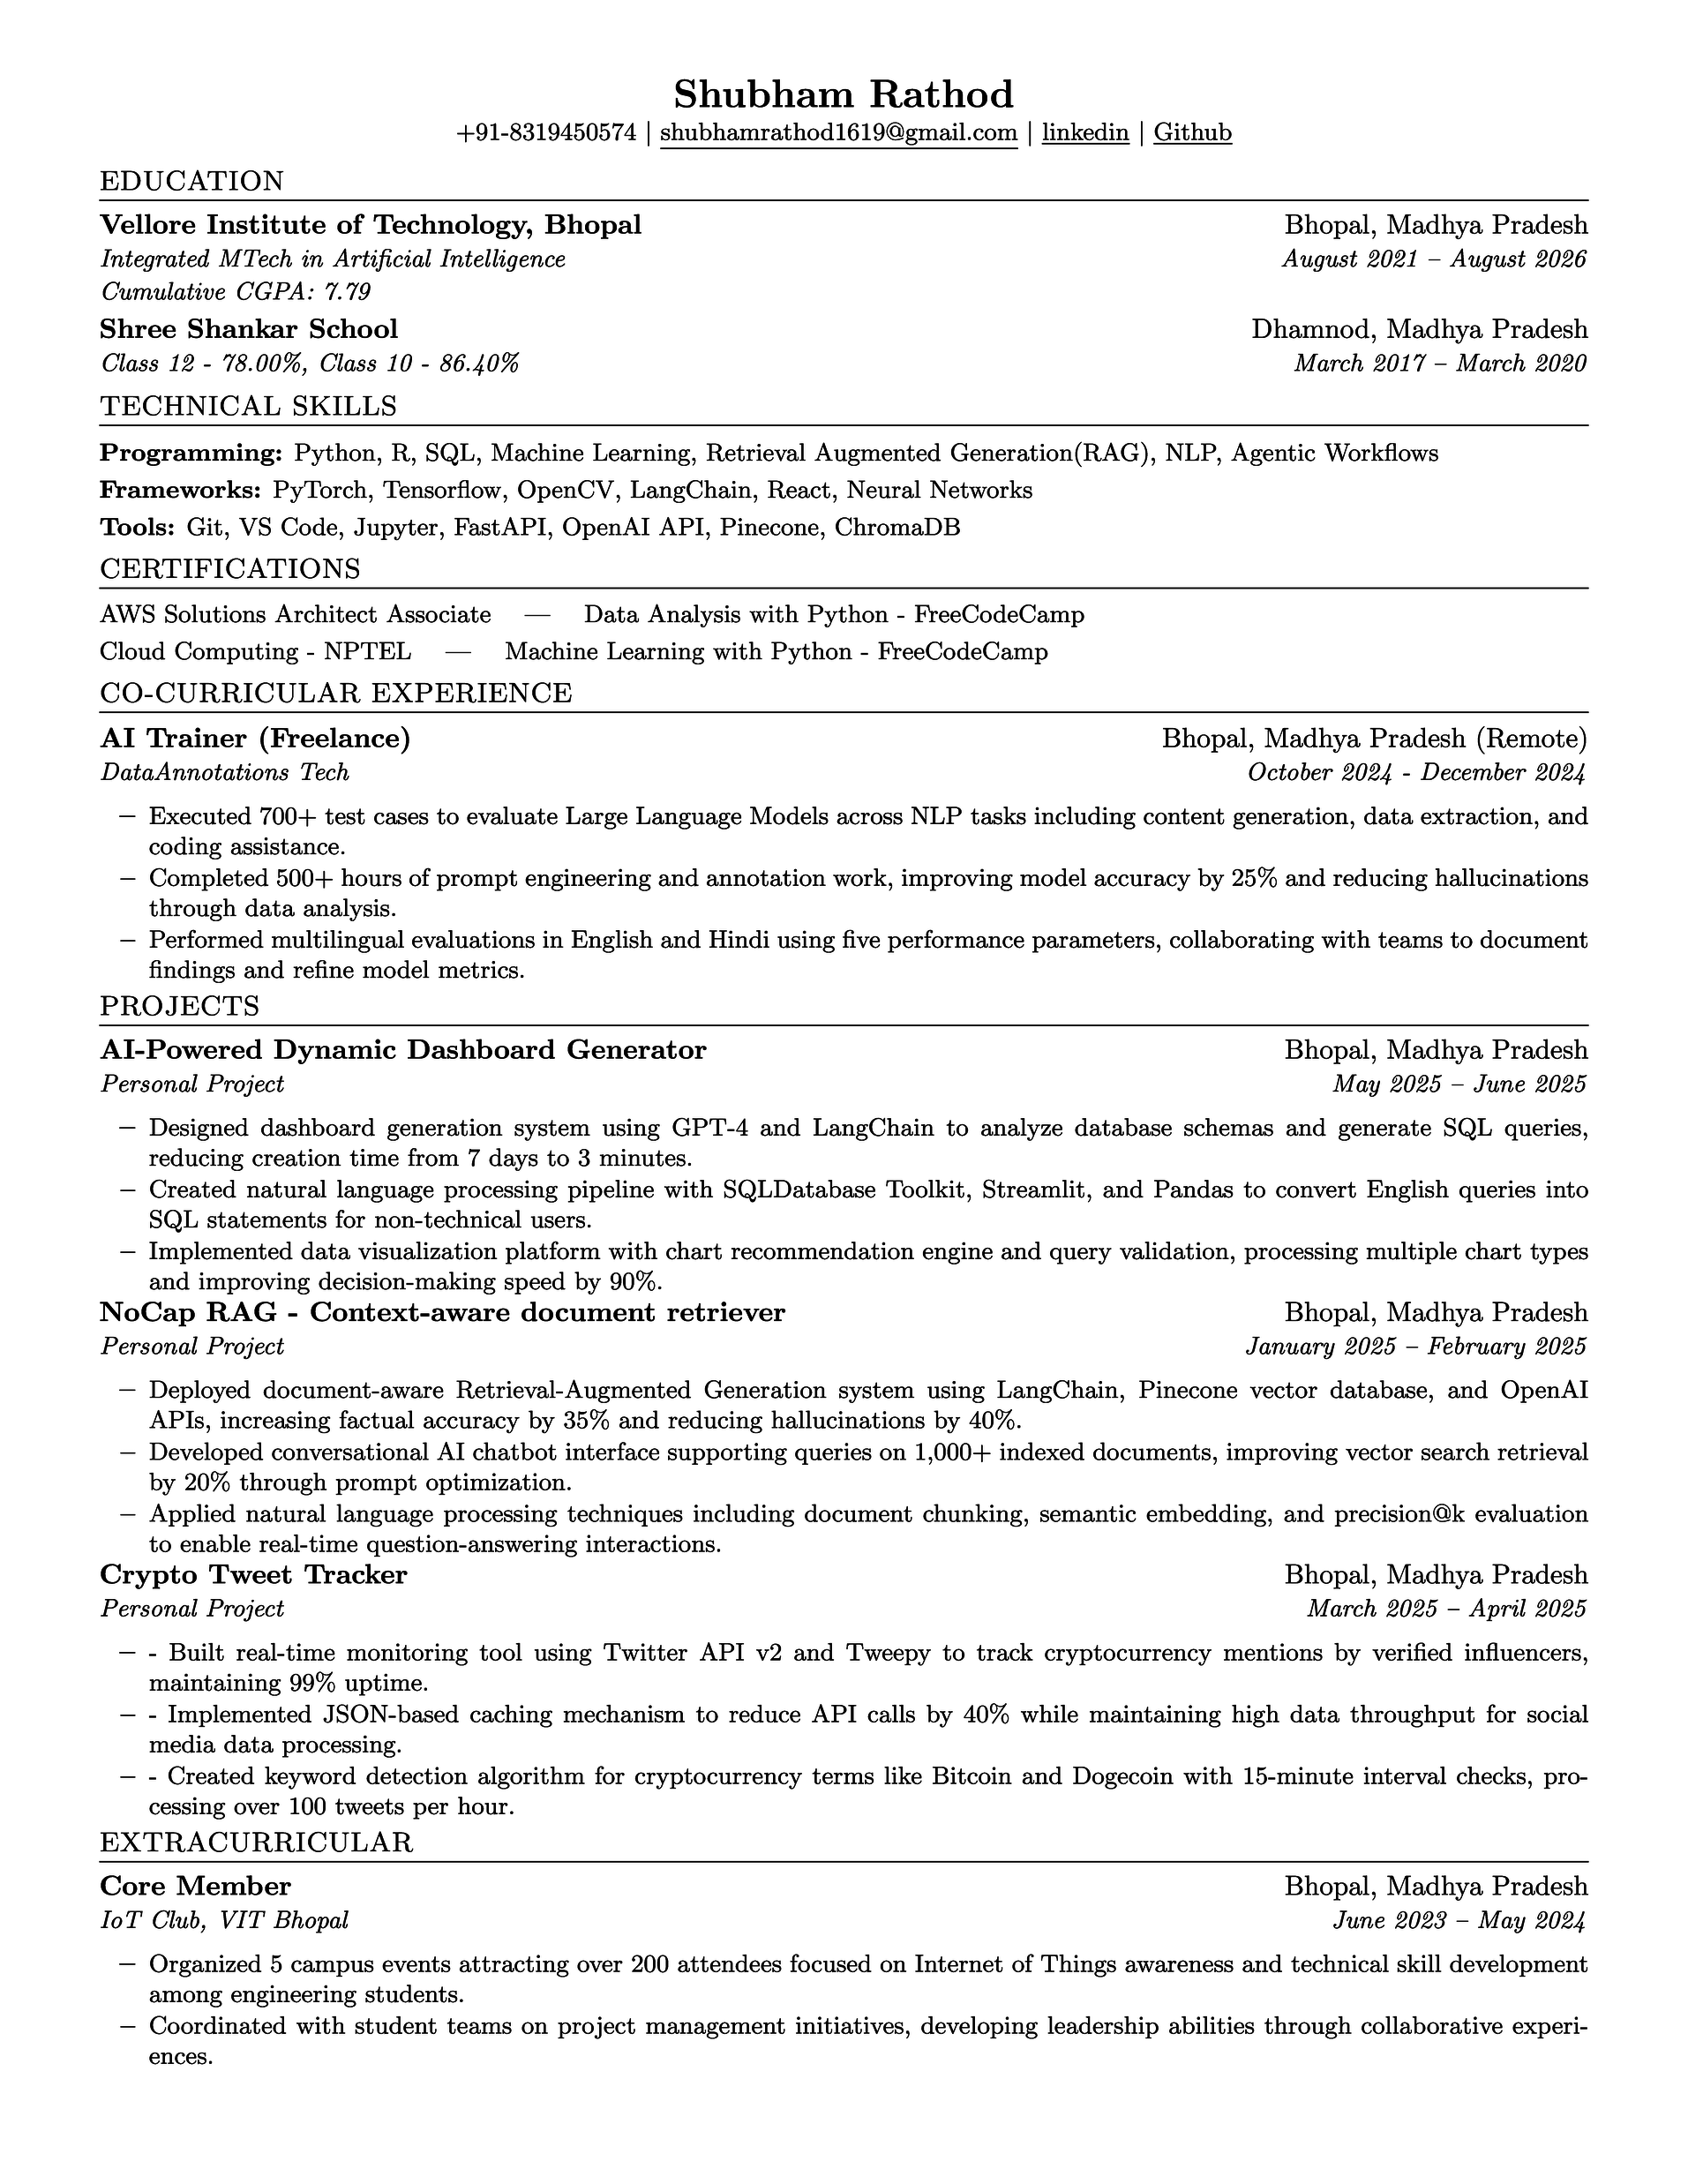 Shubham Rathod
+91-8319450574 | shubhamrathod1619@gmail.com | linkedin | Github
EDUCATION
Vellore Institute of Technology, Bhopal Bhopal, Madhya Pradesh
Integrated MTech in Artificial Intelligence August 2021 – August 2026
Cumulative CGPA: 7.79
Shree Shankar School Dhamnod, Madhya Pradesh
Class 12 - 78.00%, Class 10 - 86.40% March 2017 – March 2020
TECHNICAL SKILLS
Programming: Python, R, SQL, Machine Learning, Retrieval Augmented Generation(RAG), NLP, Agentic Workflows
Frameworks: PyTorch, Tensorflow, OpenCV, LangChain, React, Neural Networks
Tools: Git, VS Code, Jupyter, FastAPI, OpenAI API, Pinecone, ChromaDB
CERTIFICATIONS
AWS Solutions Architect Associate — Data Analysis with Python - FreeCodeCamp
Cloud Computing - NPTEL — Machine Learning with Python - FreeCodeCamp
CO-CURRICULAR EXPERIENCE
AI Trainer (Freelance) Bhopal, Madhya Pradesh (Remote)
DataAnnotations Tech October 2024 - December 2024
– Executed 700+ test cases to evaluate Large Language Models across NLP tasks including content generation, data extraction, and
coding assistance.
– Completed 500+ hours of prompt engineering and annotation work, improving model accuracy by 25% and reducing hallucinations
through data analysis.
– Performed multilingual evaluations in English and Hindi using five performance parameters, collaborating with teams to document
findings and refine model metrics.
PROJECTS
AI-Powered Dynamic Dashboard Generator Bhopal, Madhya Pradesh
Personal Project May 2025 – June 2025
– Designed dashboard generation system using GPT-4 and LangChain to analyze database schemas and generate SQL queries,
reducing creation time from 7 days to 3 minutes.
– Created natural language processing pipeline with SQLDatabase Toolkit, Streamlit, and Pandas to convert English queries into
SQL statements for non-technical users.
– Implemented data visualization platform with chart recommendation engine and query validation, processing multiple chart types
and improving decision-making speed by 90%.
NoCap RAG - Context-aware document retriever Bhopal, Madhya Pradesh
Personal Project January 2025 – February 2025
– Deployed document-aware Retrieval-Augmented Generation system using LangChain, Pinecone vector database, and OpenAI
APIs, increasing factual accuracy by 35% and reducing hallucinations by 40%.
– Developed conversational AI chatbot interface supporting queries on 1,000+ indexed documents, improving vector search retrieval
by 20% through prompt optimization.
– Applied natural language processing techniques including document chunking, semantic embedding, and precision@k evaluation
to enable real-time question-answering interactions.
Crypto Tweet Tracker Bhopal, Madhya Pradesh
Personal Project March 2025 – April 2025
– - Built real-time monitoring tool using Twitter API v2 and Tweepy to track cryptocurrency mentions by verified influencers,
maintaining 99% uptime.
– - Implemented JSON-based caching mechanism to reduce API calls by 40% while maintaining high data throughput for social
media data processing.
– - Created keyword detection algorithm for cryptocurrency terms like Bitcoin and Dogecoin with 15-minute interval checks, pro-
cessing over 100 tweets per hour.
EXTRACURRICULAR
Core Member Bhopal, Madhya Pradesh
IoT Club, VIT Bhopal June 2023 – May 2024
– Organized 5 campus events attracting over 200 attendees focused on Internet of Things awareness and technical skill development
among engineering students.
– Coordinated with student teams on project management initiatives, developing leadership abilities through collaborative experi-
ences.